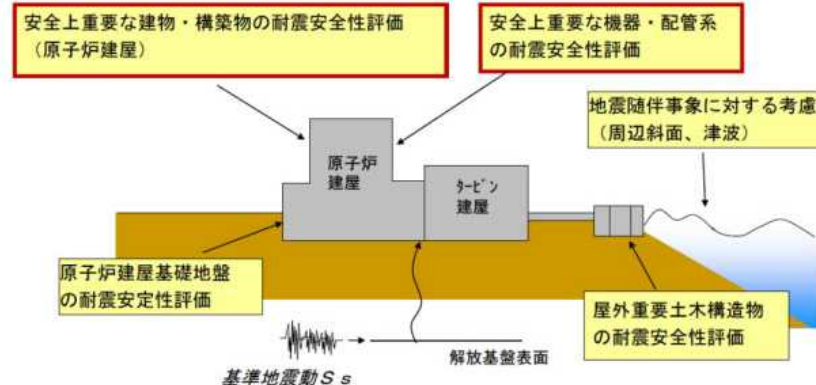 安全上重要な建物・構築物の耐震安全性評価
（原子炉建屋）
安全上重要な機器・配管系
の耐震安全性評価
地震随伴事象に対する考慮
（周辺斜面、津波）
原子炉
建屋
ﾀｰﾋﾞﾝ
建屋
原子炉建屋基礎地盤
の耐震安定性評価
屋外重要土木構造物
の耐震安全性評価
解放基盤表面
基準地震動Ｓｓ